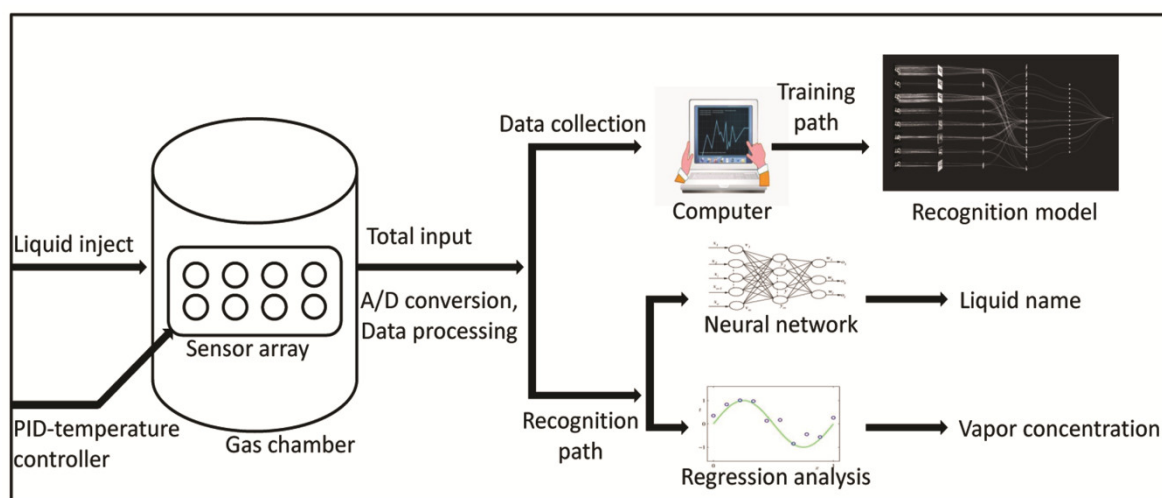 Liquid inject
Sensor array
PID-temperature
controller
Gas chamber
Total input
A/D conversion,
Data processing
Data collection
Computer
Training
path
Recognition model
Recognition
path
Neural network
Liquid name
Regression analysis
Vapor concentration